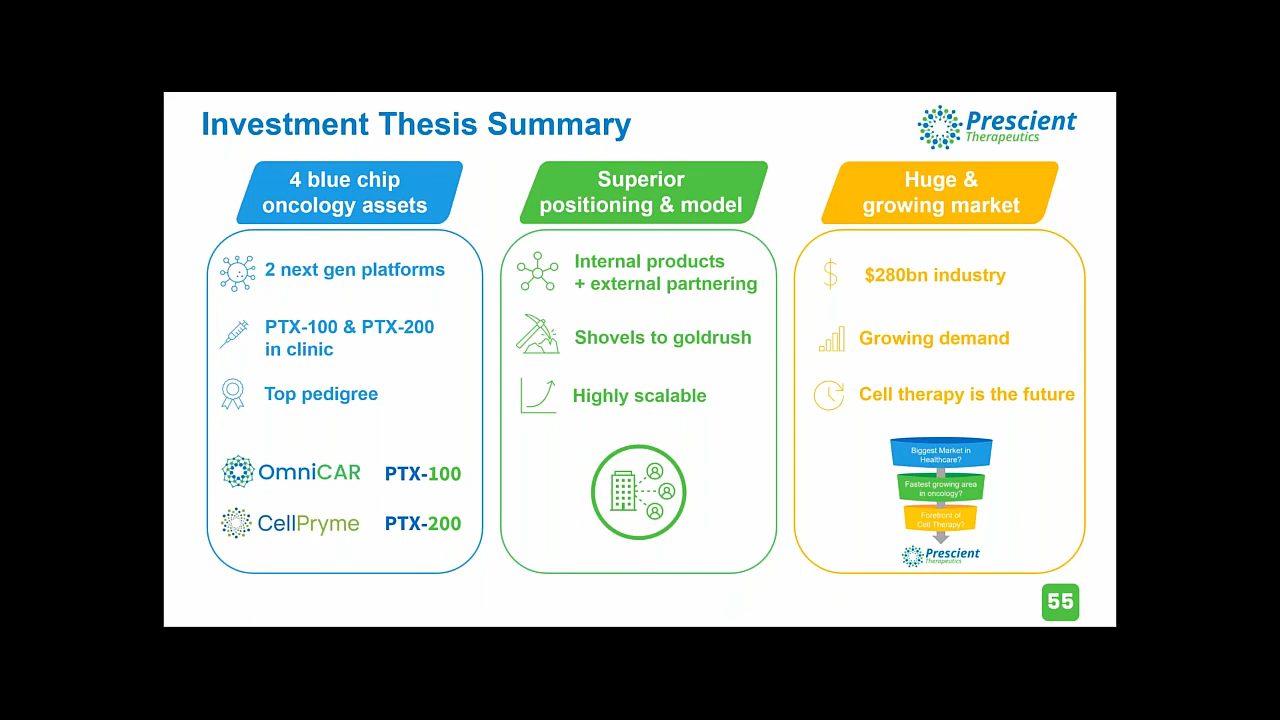 Investment Thesis Summary
Prescient
Therapeutics
4 blue chip
oncology assets
2 next gen platforms
PTX-100 & PTX-200
in clinic
Top pedigree
OmniCAR
PTX-100
CellPryme
PTX-200
Superior
positioning & model
Internal products
+ external partnering
Shovels to goldrush
Highly scalable
Huge &
growing market
$280bn industry
Growing demand
Cell therapy is the future
Biggest Market in
Healthcare?
Fastest growing area
in oncology?
Forefront of
Cell Therapy?
Prescient
Therapeutics
55